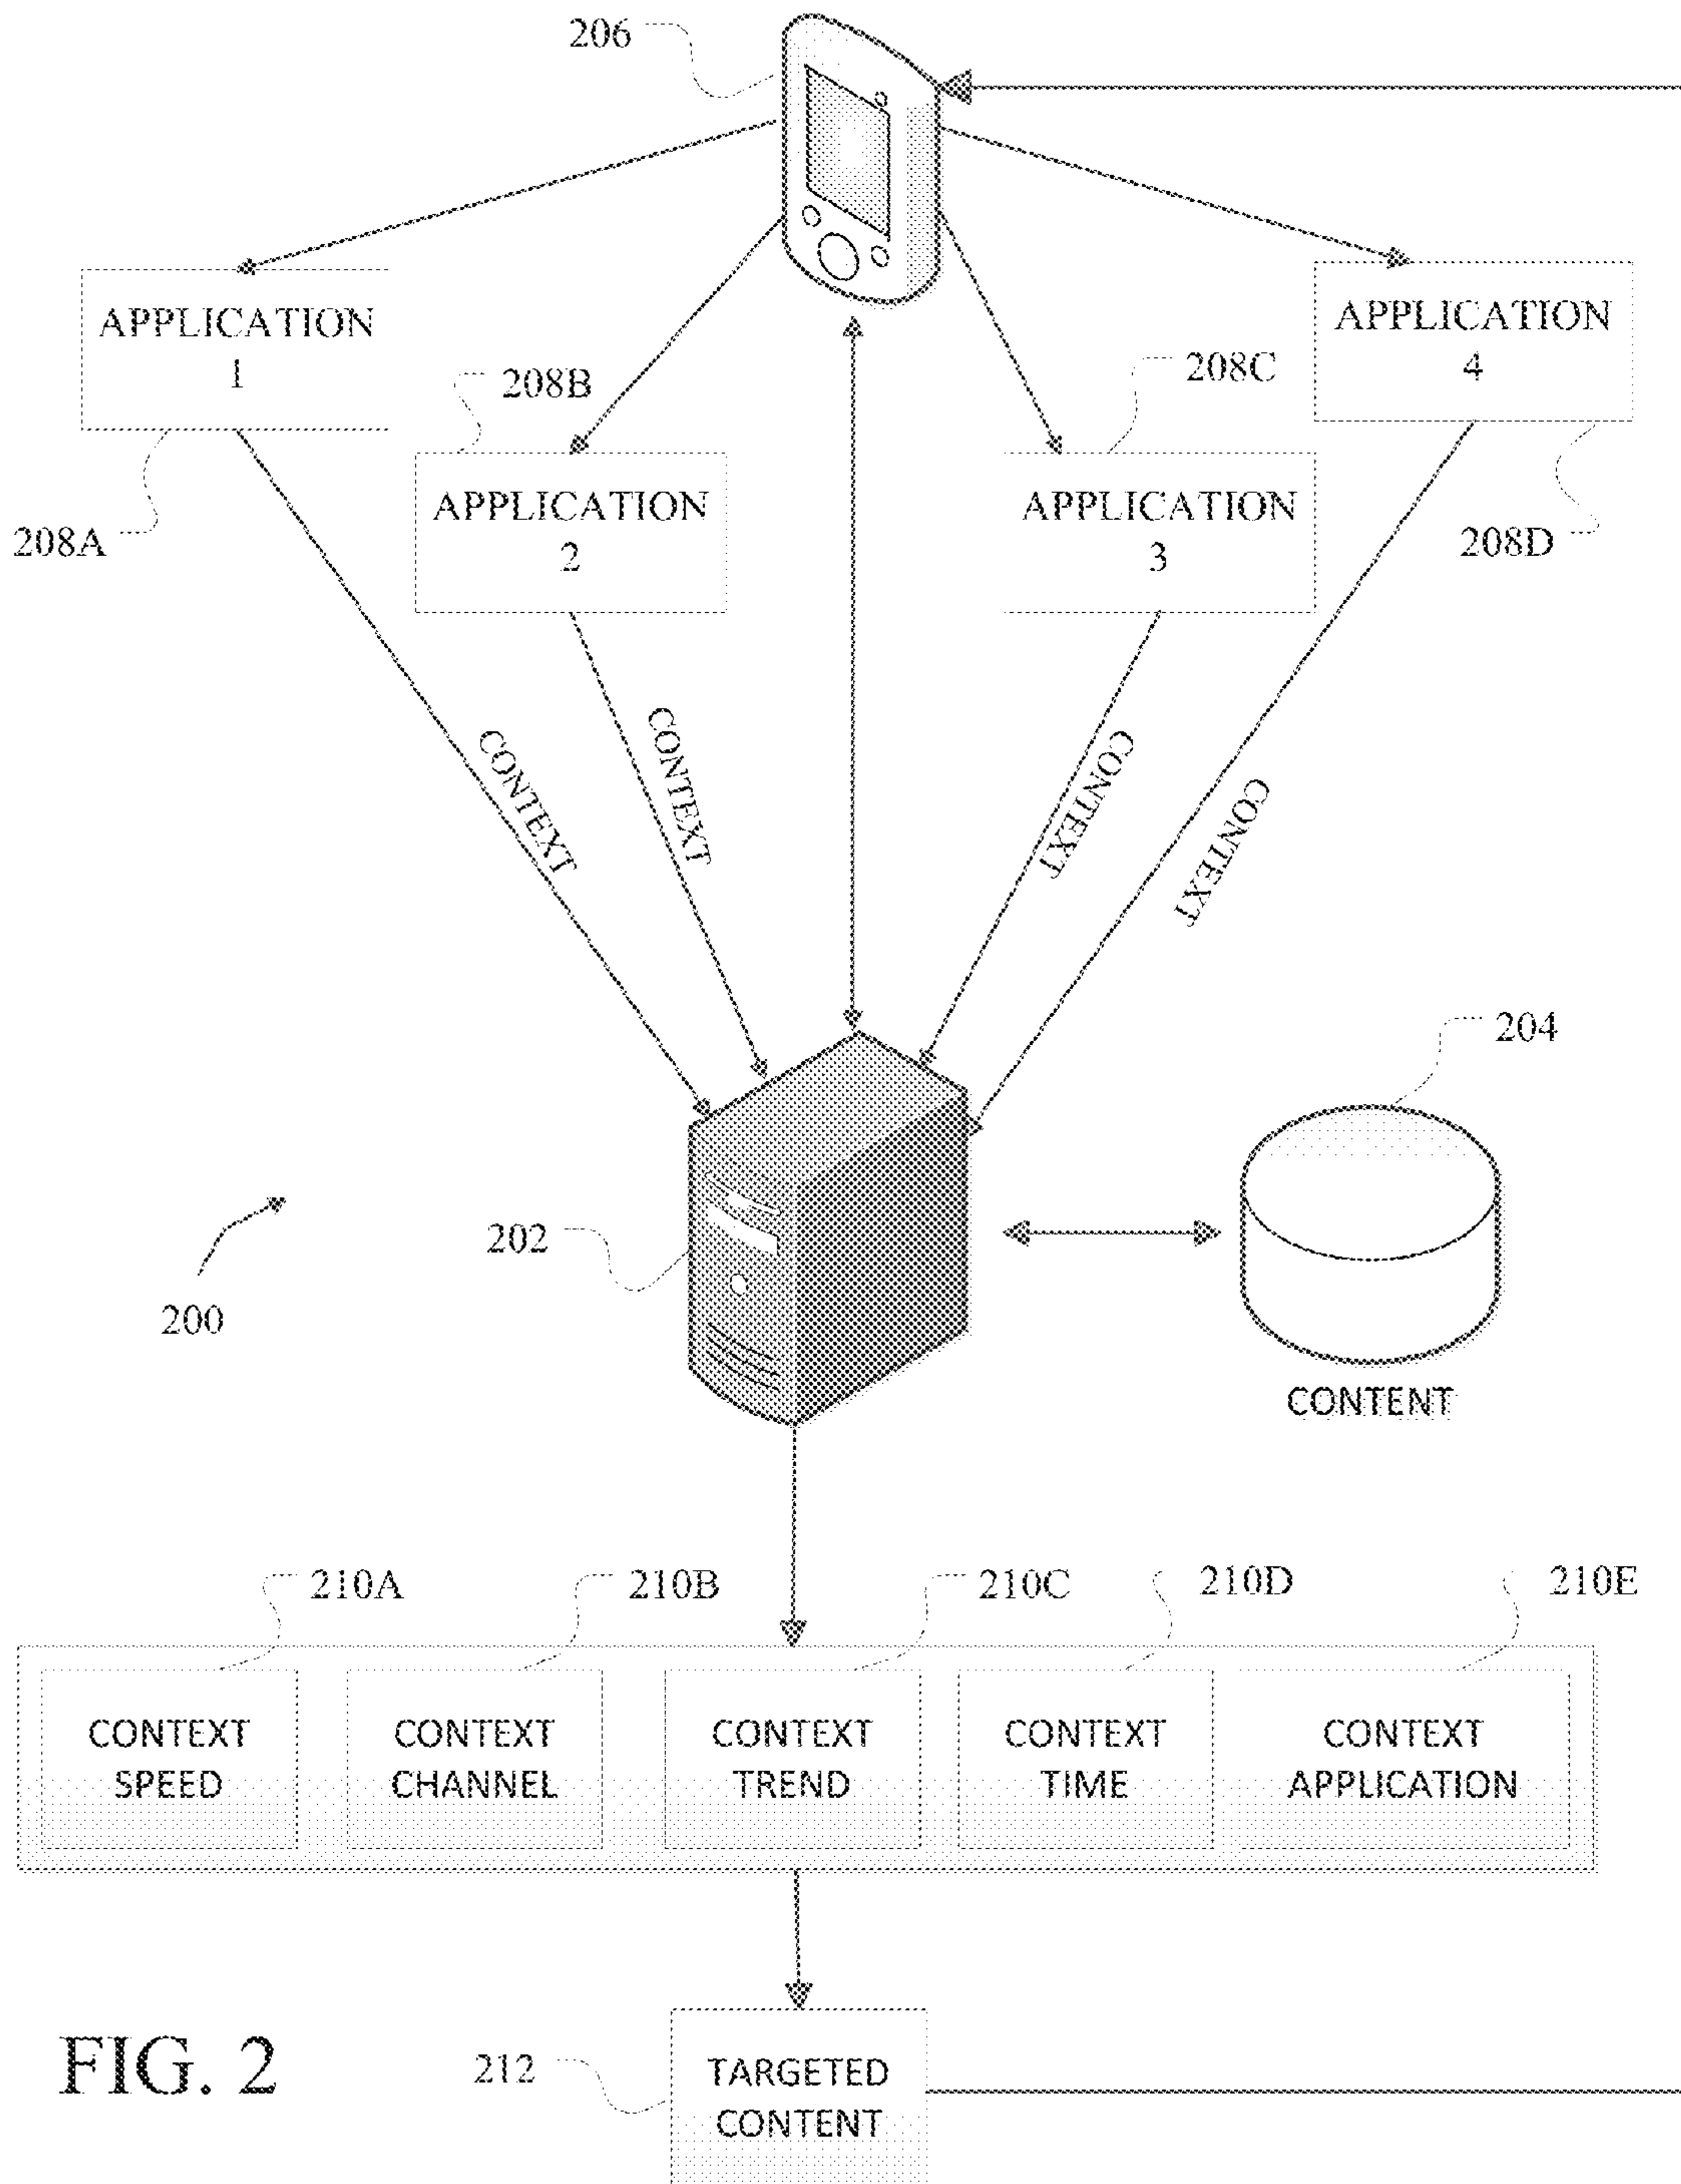 206
APPLICATION
1
APPLICATION
4
208B
208C
208A
APPLICATION
2
APPLICATION
3
208D
CONTEXT
CONTEXT
CONTEXT
CONTEXT
204
202
200
CONTENT
210A
210B
210C
210D
210E
CONTEXT
SPEED
CONTEXT
CHANNEL
CONTEXT
TREND
CONTEXT
TIME
CONTEXT
APPLICATION
FIG. 2
212
TARGETED
CONTENT